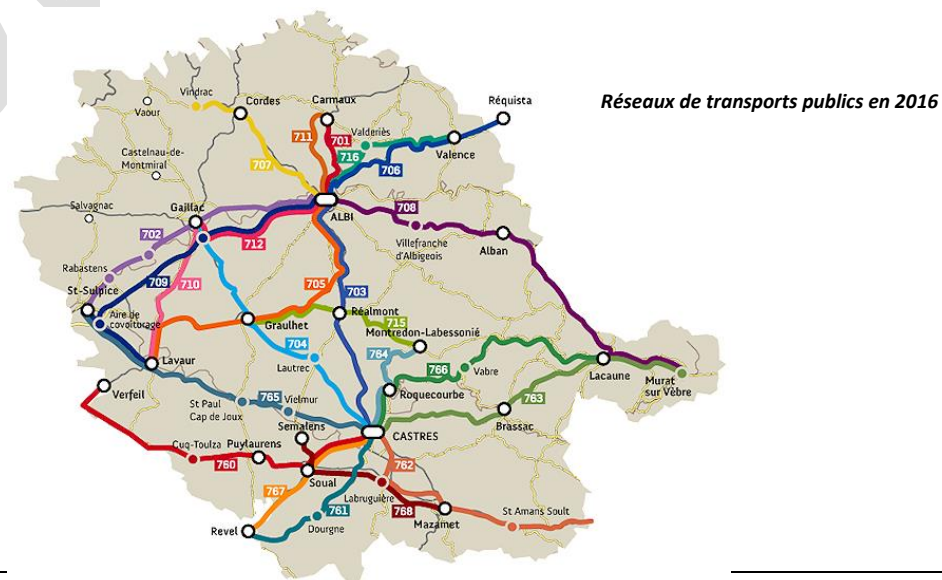 Réseaux de transports publics en 2016
Vindrac
Vaour
Cordes
Carmaux
Réquista
711
701
Valderiès
716
Valence
706
707
Castelnau-de-
Montmiral
Salvagnac
Gaillac
ALBI
708
702
712
Villefranche
d'Albigeois
Alban
Rabastens
709
710
705
703
St-Sulpice
Aire de
covoiturage
Graulhet
Réalmont
715
Montredon-Labessonié
704
764
Lautrec
Lavaur
766
Vabre
Lacaune
Murat
sur Vèbre
Verfeil
765
Vielmur
St Paul
Cap de Joux
Roquecourbe
763
Brassac
Semalens
CASTRES
Cuq-Toulza
Puylaurens
760
762
Soual
767
Labruguière
768
761
Mazamet
St Amans Soult
Revel
Dourgne